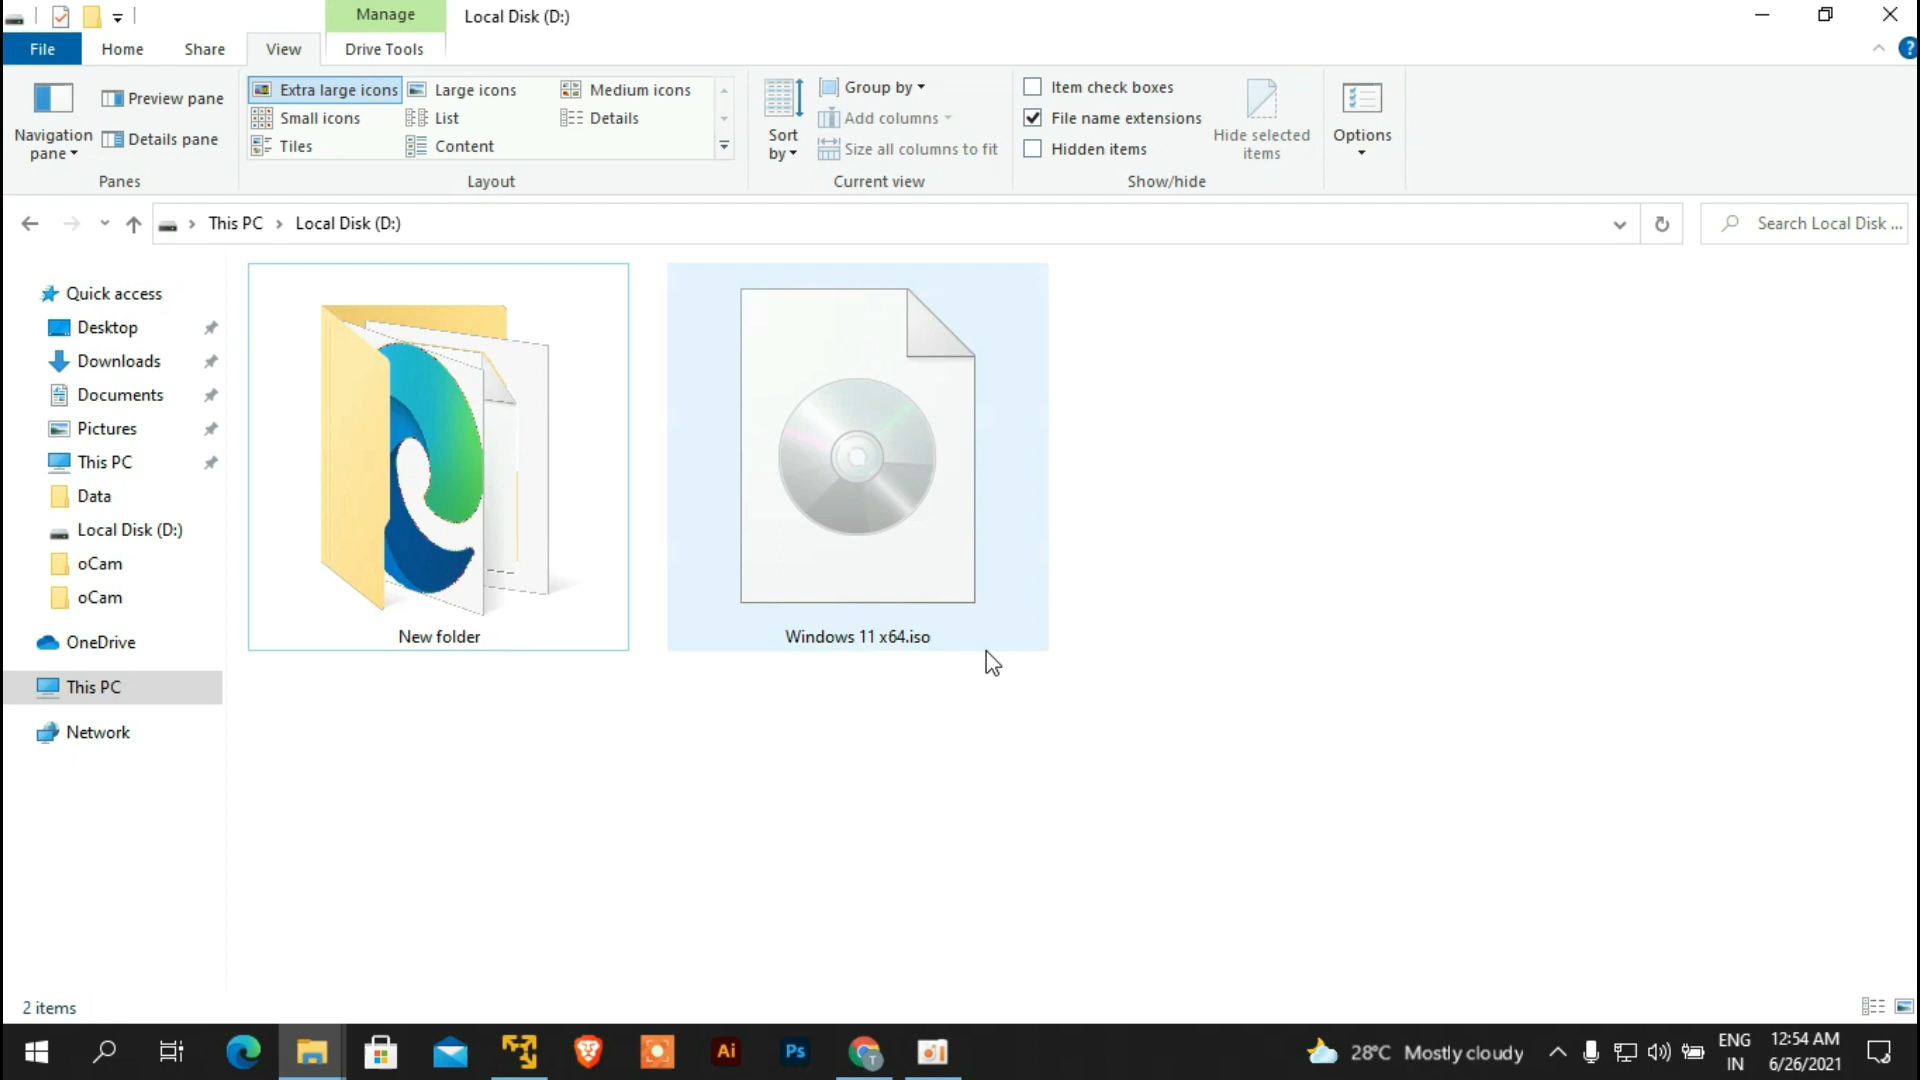 Manage
Local Disk (D:)
File
Home
Share
View
Drive Tools
Navigation pane
Preview pane
Details pane
Panes
Extra large icons
Large icons
Medium icons
Small icons
List
Details
Tiles
Content
Layout
Sort by
Group by
Add columns
Size all columns to fit
Current view
Item check boxes
File name extensions
Hidden items
Hide selected items
Show/hide
Options
This PC > Local Disk (D:)
Search Local Disk ...
Quick access
Desktop
Downloads
Documents
Pictures
This PC
Data
Local Disk (D:)
oCam
oCam
OneDrive
This PC
Network
New folder
Windows 11 x64.iso
2 items
Ai
Ps
T
28°C Mostly cloudy
ENG
IN
12:54 AM
6/26/2021